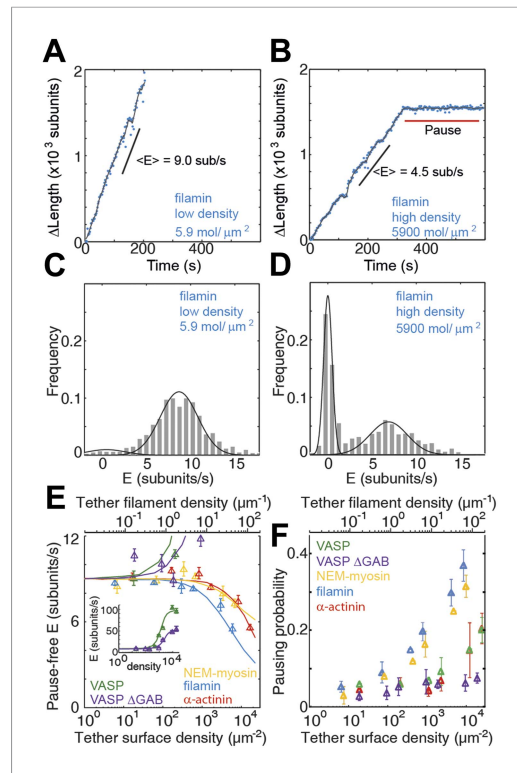 A
B
2
1
0
ΔLength (x10³ subunits)
<E> = 9.0 sub/s
filamin
low density
5.9 mol/μm²
0 200 400
Time (s)
2
1
0
ΔLength (x10³ subunits)
Pause
<E> = 4.5 sub/s
filamin
high density
5900 mol/μm²
0 200 400
Time (s)
C
D
0.2
0.1
0
Frequency
filamin
low density
5.9 mol/μm²
0 5 10 15
E (subunits/s)
0.2
0.1
0
Frequency
filamin
high density
5900 mol/μm²
0 5 10 15
E (subunits/s)
E
Tether filament density (μm⁻¹)
10⁻¹ 10⁰ 10¹ 10²
12
9
6
3
0
Pause-free E (subunits/s)
E (subunits/s)
100
50
0
10⁰ 10⁴
density
VASP
VASP ΔGAB
NEM-myosin
filamin
α-actinin
10⁰ 10¹ 10² 10³ 10⁴
Tether surface density (μm⁻²)
F
Tether filament density (μm⁻¹)
10⁻¹ 10⁰ 10¹ 10²
0.4
0.2
0
Pausing probability
VASP
VASP ΔGAB
NEM-myosin
filamin
α-actinin
10⁰ 10¹ 10² 10³ 10⁴
Tether surface density (μm⁻²)